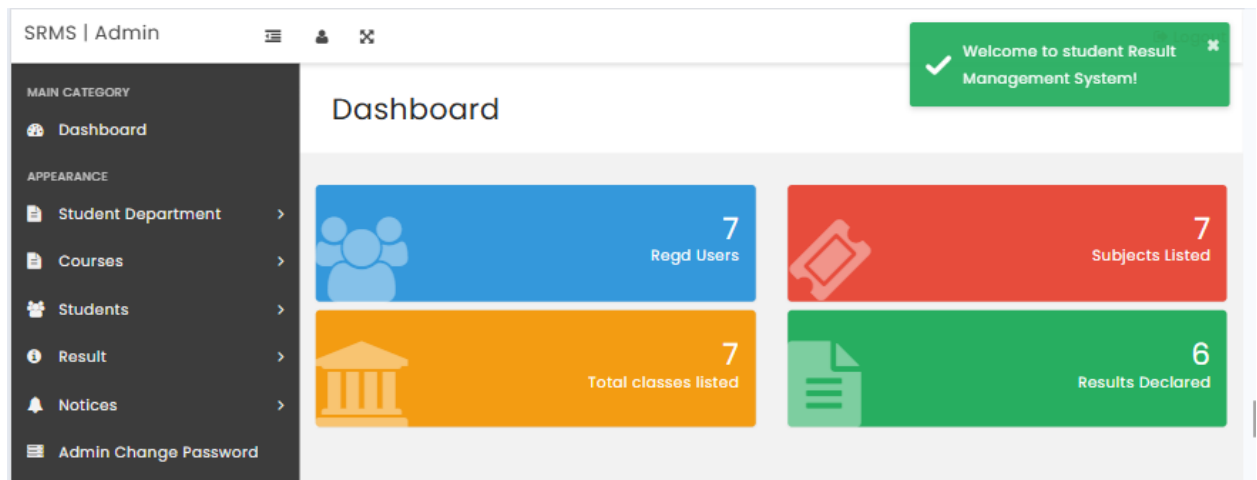 SRMS | Admin
Welcome to student Result
Management System!
MAIN CATEGORY
Dashboard
Dashboard
APPEARANCE
Student Department
Courses
Students
Result
Notices
Admin Change Password
7
Regd Users
7
Subjects Listed
7
Total classes listed
6
Results Declared